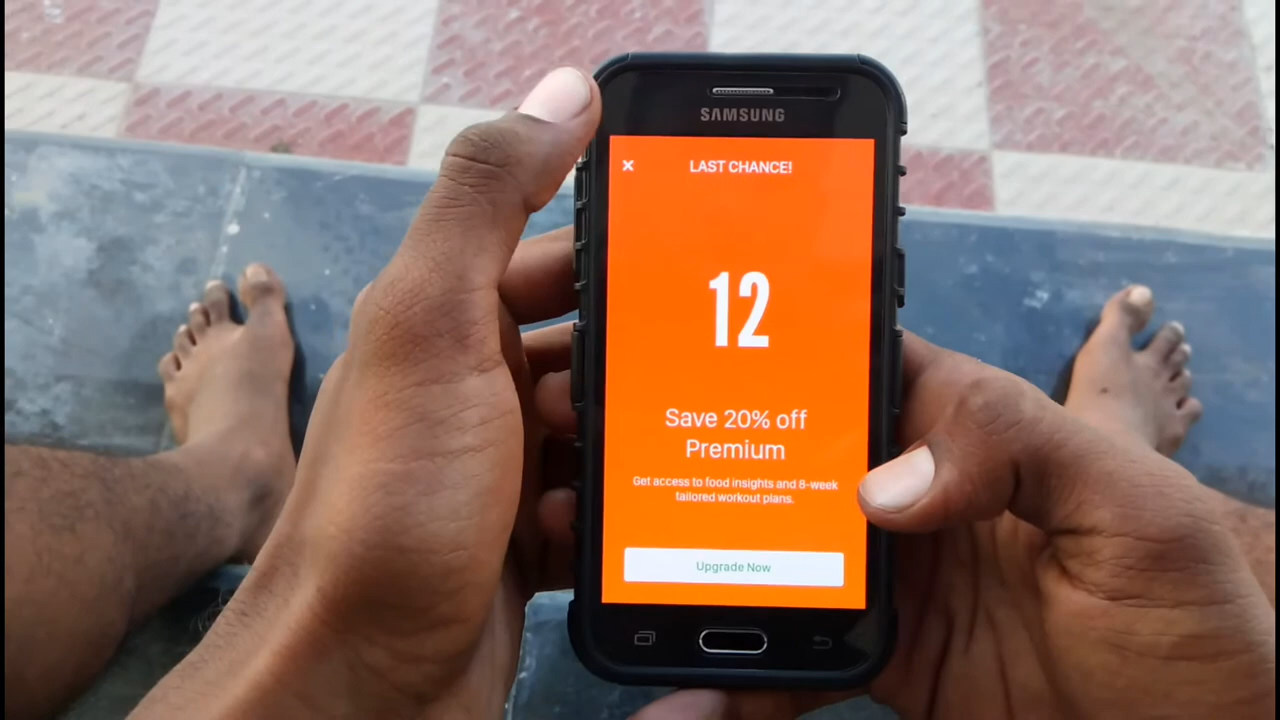 SAMSUNG
× LAST CHANCE!
12
Save 20% off
Premium
Get access to food insights and 8-week
tailored workout plans.
Upgrade Now